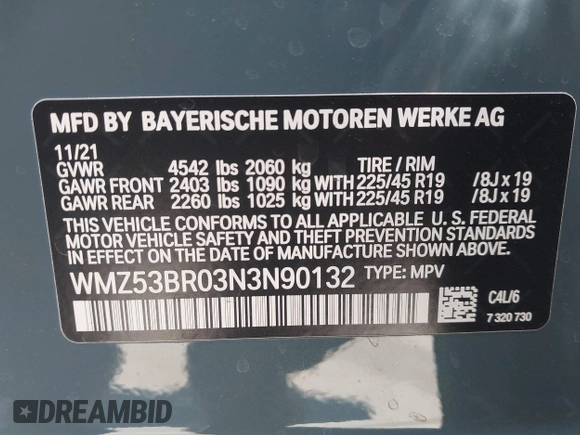 MFD BY BAYERISCHE MOTOREN WERKE AG
11/21
GVWR 4542 lbs 2060 kg TIRE / RIM
GAWR FRONT 2403 lbs 1090 kg WITH 225/45 R19 /8J x 19
GAWR REAR 2260 lbs 1025 kg WITH 225/45 R19 /8J x 19
THIS VEHICLE CONFORMS TO ALL APPLICABLE U. S. FEDERAL
MOTOR VEHICLE SAFETY AND THEFT PREVENTION STANDARDS
IN EFFECT ON THE DATE OF MANUFACTURE SHOWN ABOVE.
WMZ53BR03N3N90132 TYPE: MPV
C4L/6
7 320 730
DREAMBID